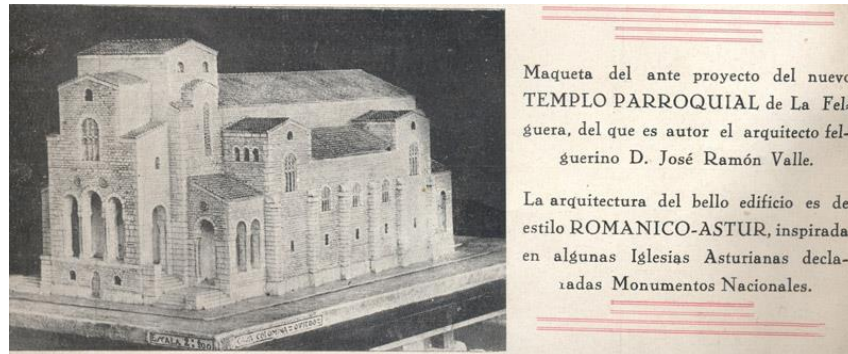 Maqueta del ante proyecto del nuevo
TEMPLO PARROQUIAL de La Fel-
guera, del que es autor el arquitecto fel-
guerino D. José Ramón Valle.
La arquitectura del bello edificio es de
estilo ROMANICO-ASTUR, inspirada
en algunas Iglesias Asturianas decla-
radas Monumentos Nacionales.